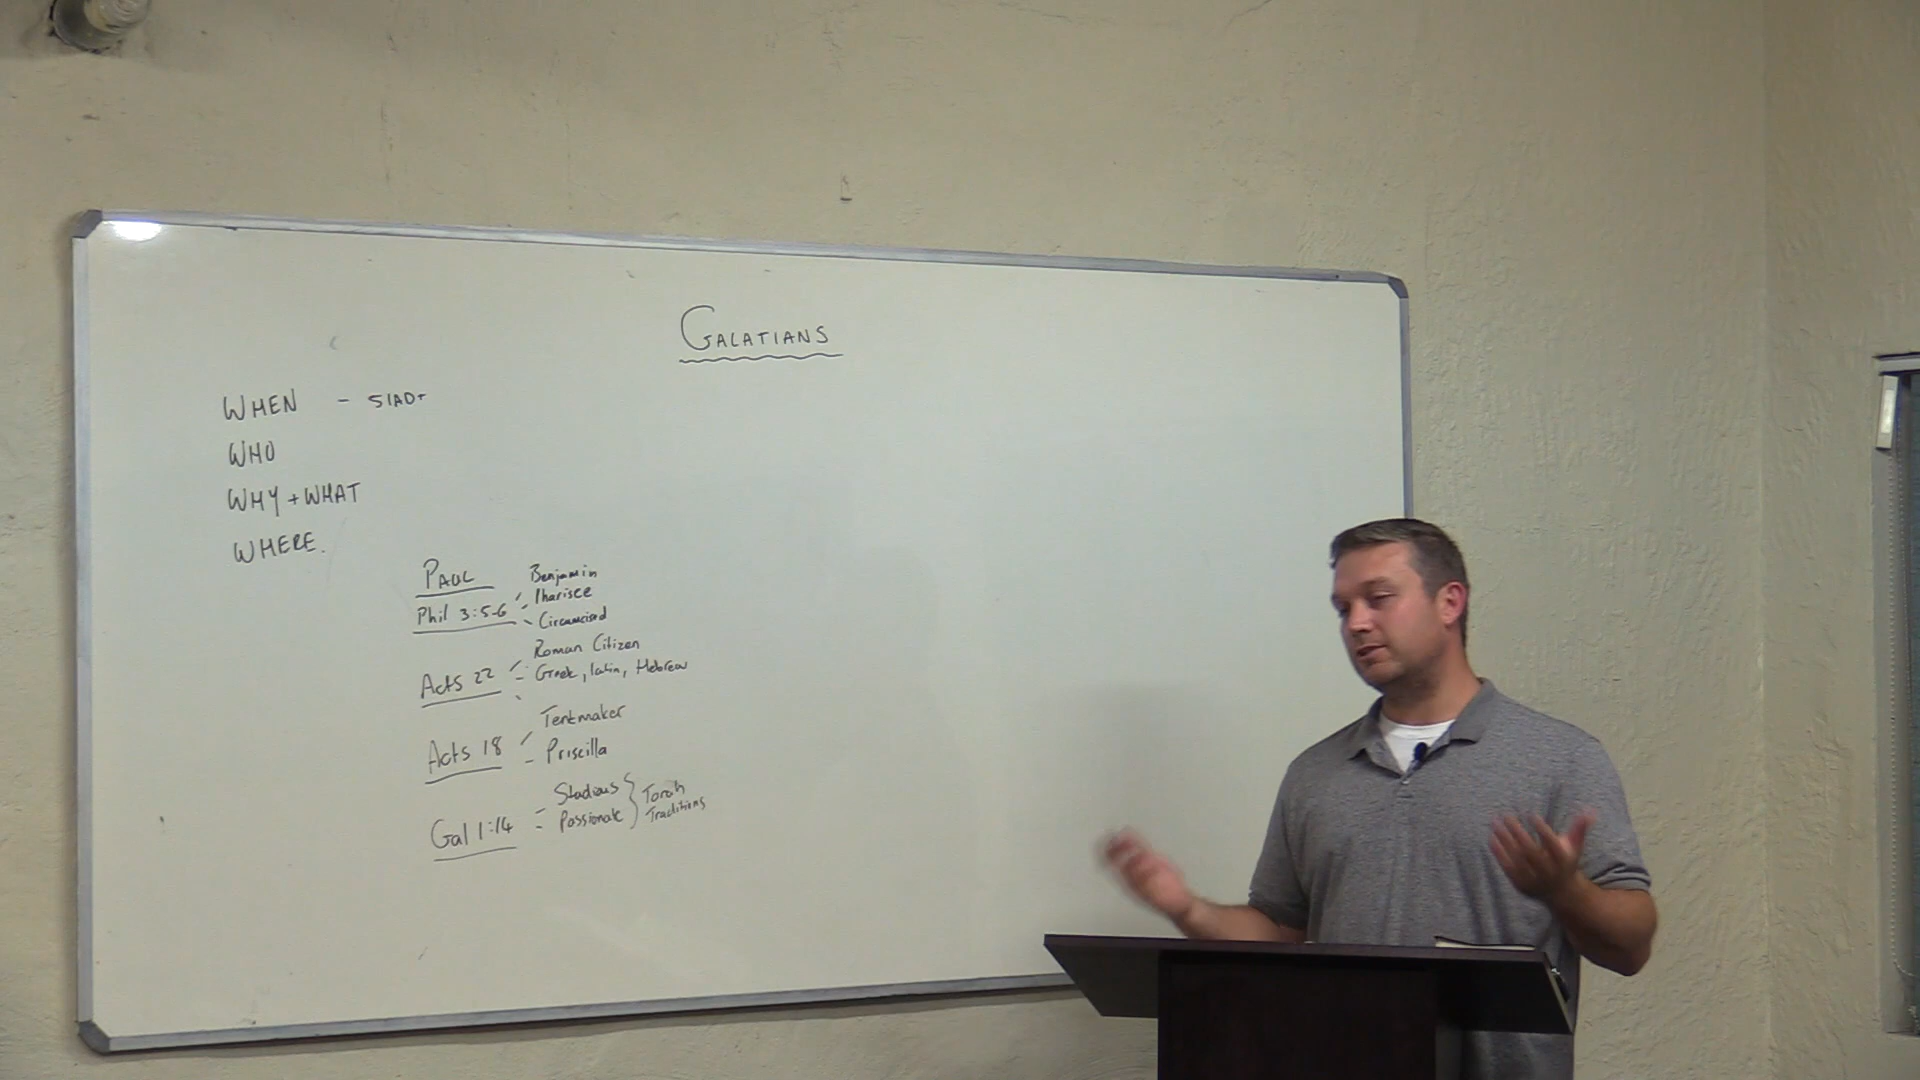 GALATIANS
WHEN - 51AD+
WHO
WHY + WHAT
WHERE.
PAUL
Phil 3:5-6
- Benjamin
- Pharisee
- Circumcised
Acts 22
- Roman Citizen
- Greek, latin, Hebrew
-
Acts 18
- Tentmaker
- Priscilla
Gal 1:14
- Studious
- Passionate
} Torah
Traditions